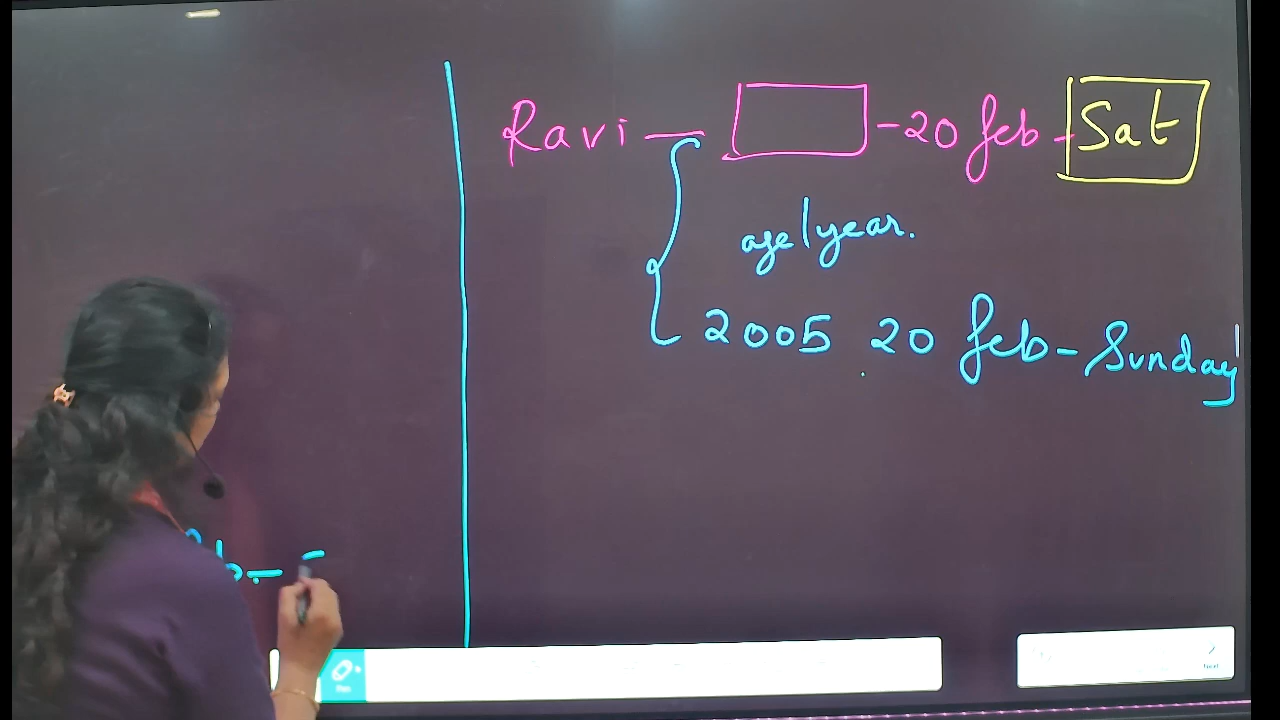 Ravi — -20 feb - Sat
age/year.
2005 20 feb - Sunday